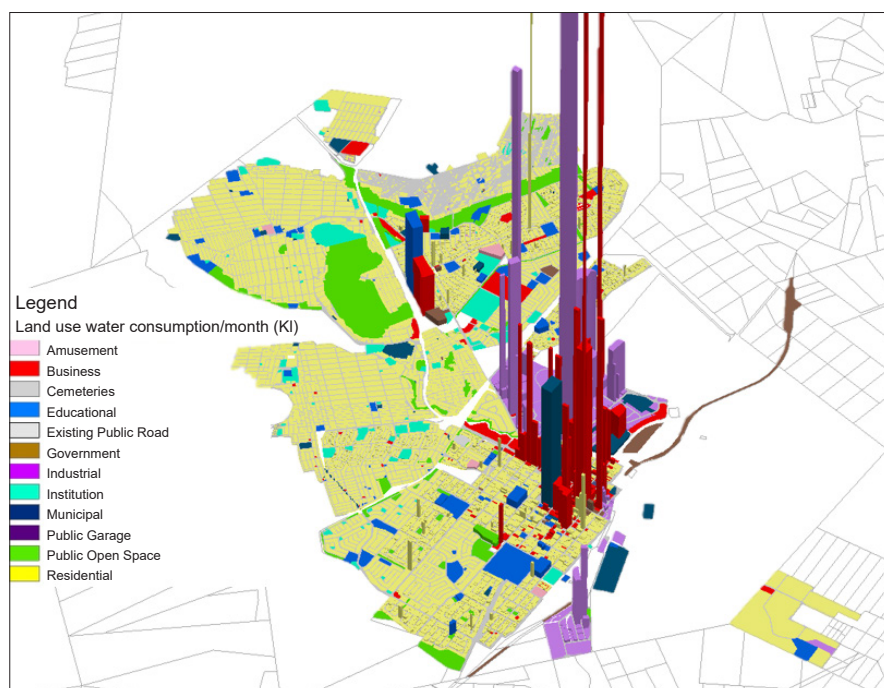 Legend
Land use water consumption/month (Kl)
Amusement
Business
Cemeteries
Educational
Existing Public Road
Government
Industrial
Institution
Municipal
Public Garage
Public Open Space
Residential